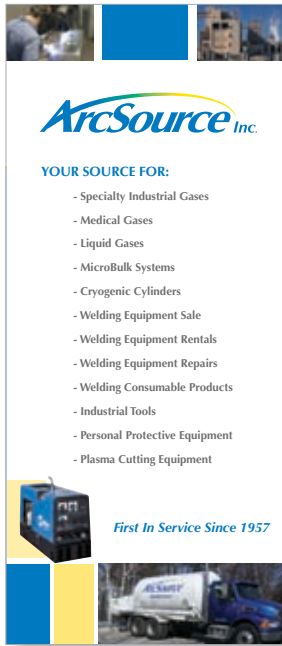 ArcSource Inc.
YOUR SOURCE FOR:
- Specialty Industrial Gases
- Medical Gases
- Liquid Gases
- MicroBulk Systems
- Cryogenic Cylinders
- Welding Equipment Sale
- Welding Equipment Rentals
- Welding Equipment Repairs
- Welding Consumable Products
- Industrial Tools
- Personal Protective Equipment
- Plasma Cutting Equipment
First In Service Since 1957
ARCSOURCE